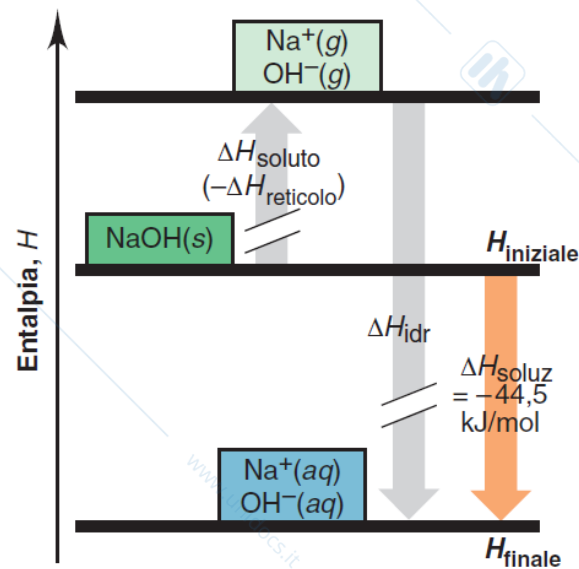 Na⁺(g)
OH⁻(g)
ΔHsoluto
(–ΔHreticolo)
NaOH(s)
Hiniziale
Entalpia, H
ΔHidr
ΔHsoluz
= –44,5
kJ/mol
Na⁺(aq)
OH⁻(aq)
Hfinale